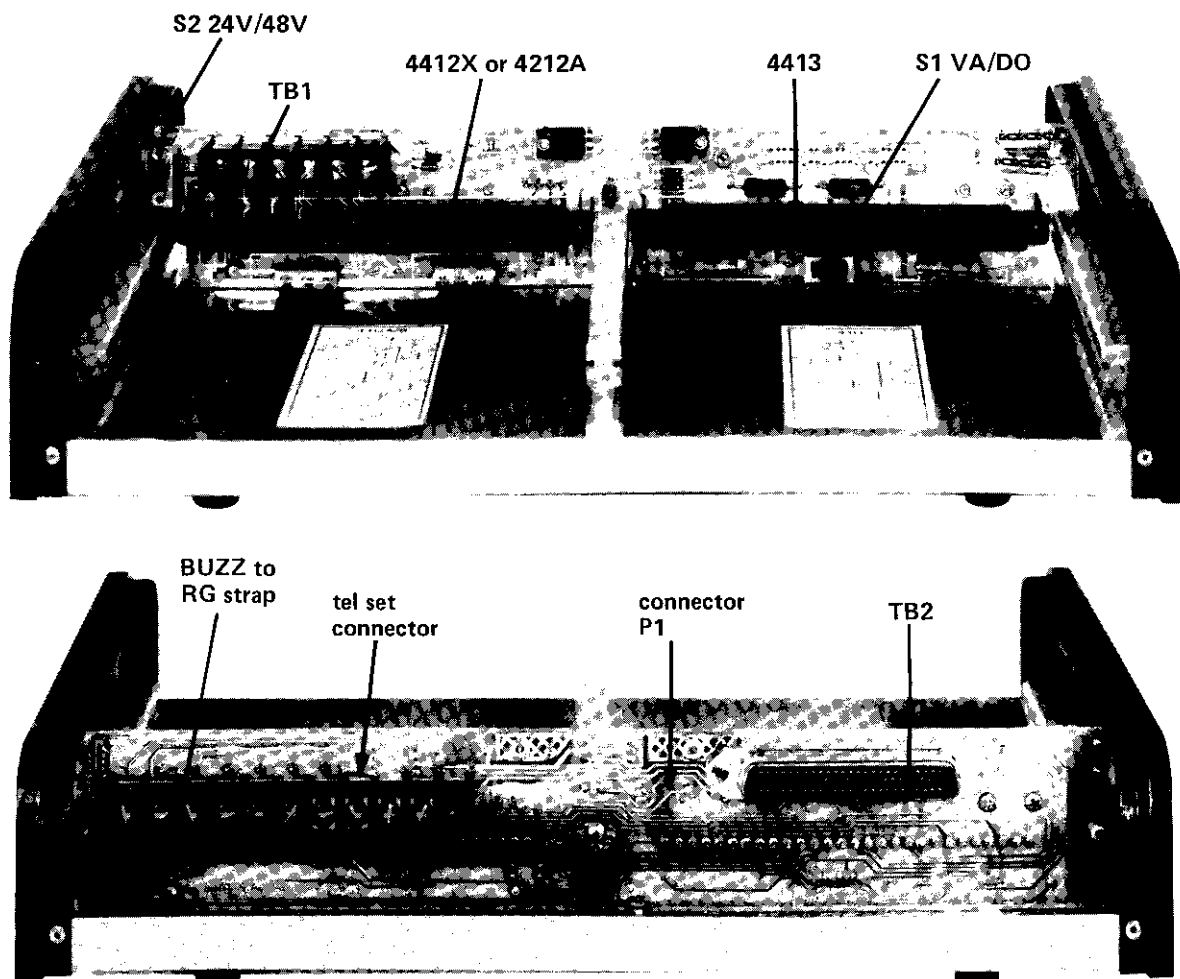 S2 24V/48V
TB1
4412X or 4212A
4413
S1 VA/DO
BUZZ to
RG strap
tel set
connector
connector
P1
TB2